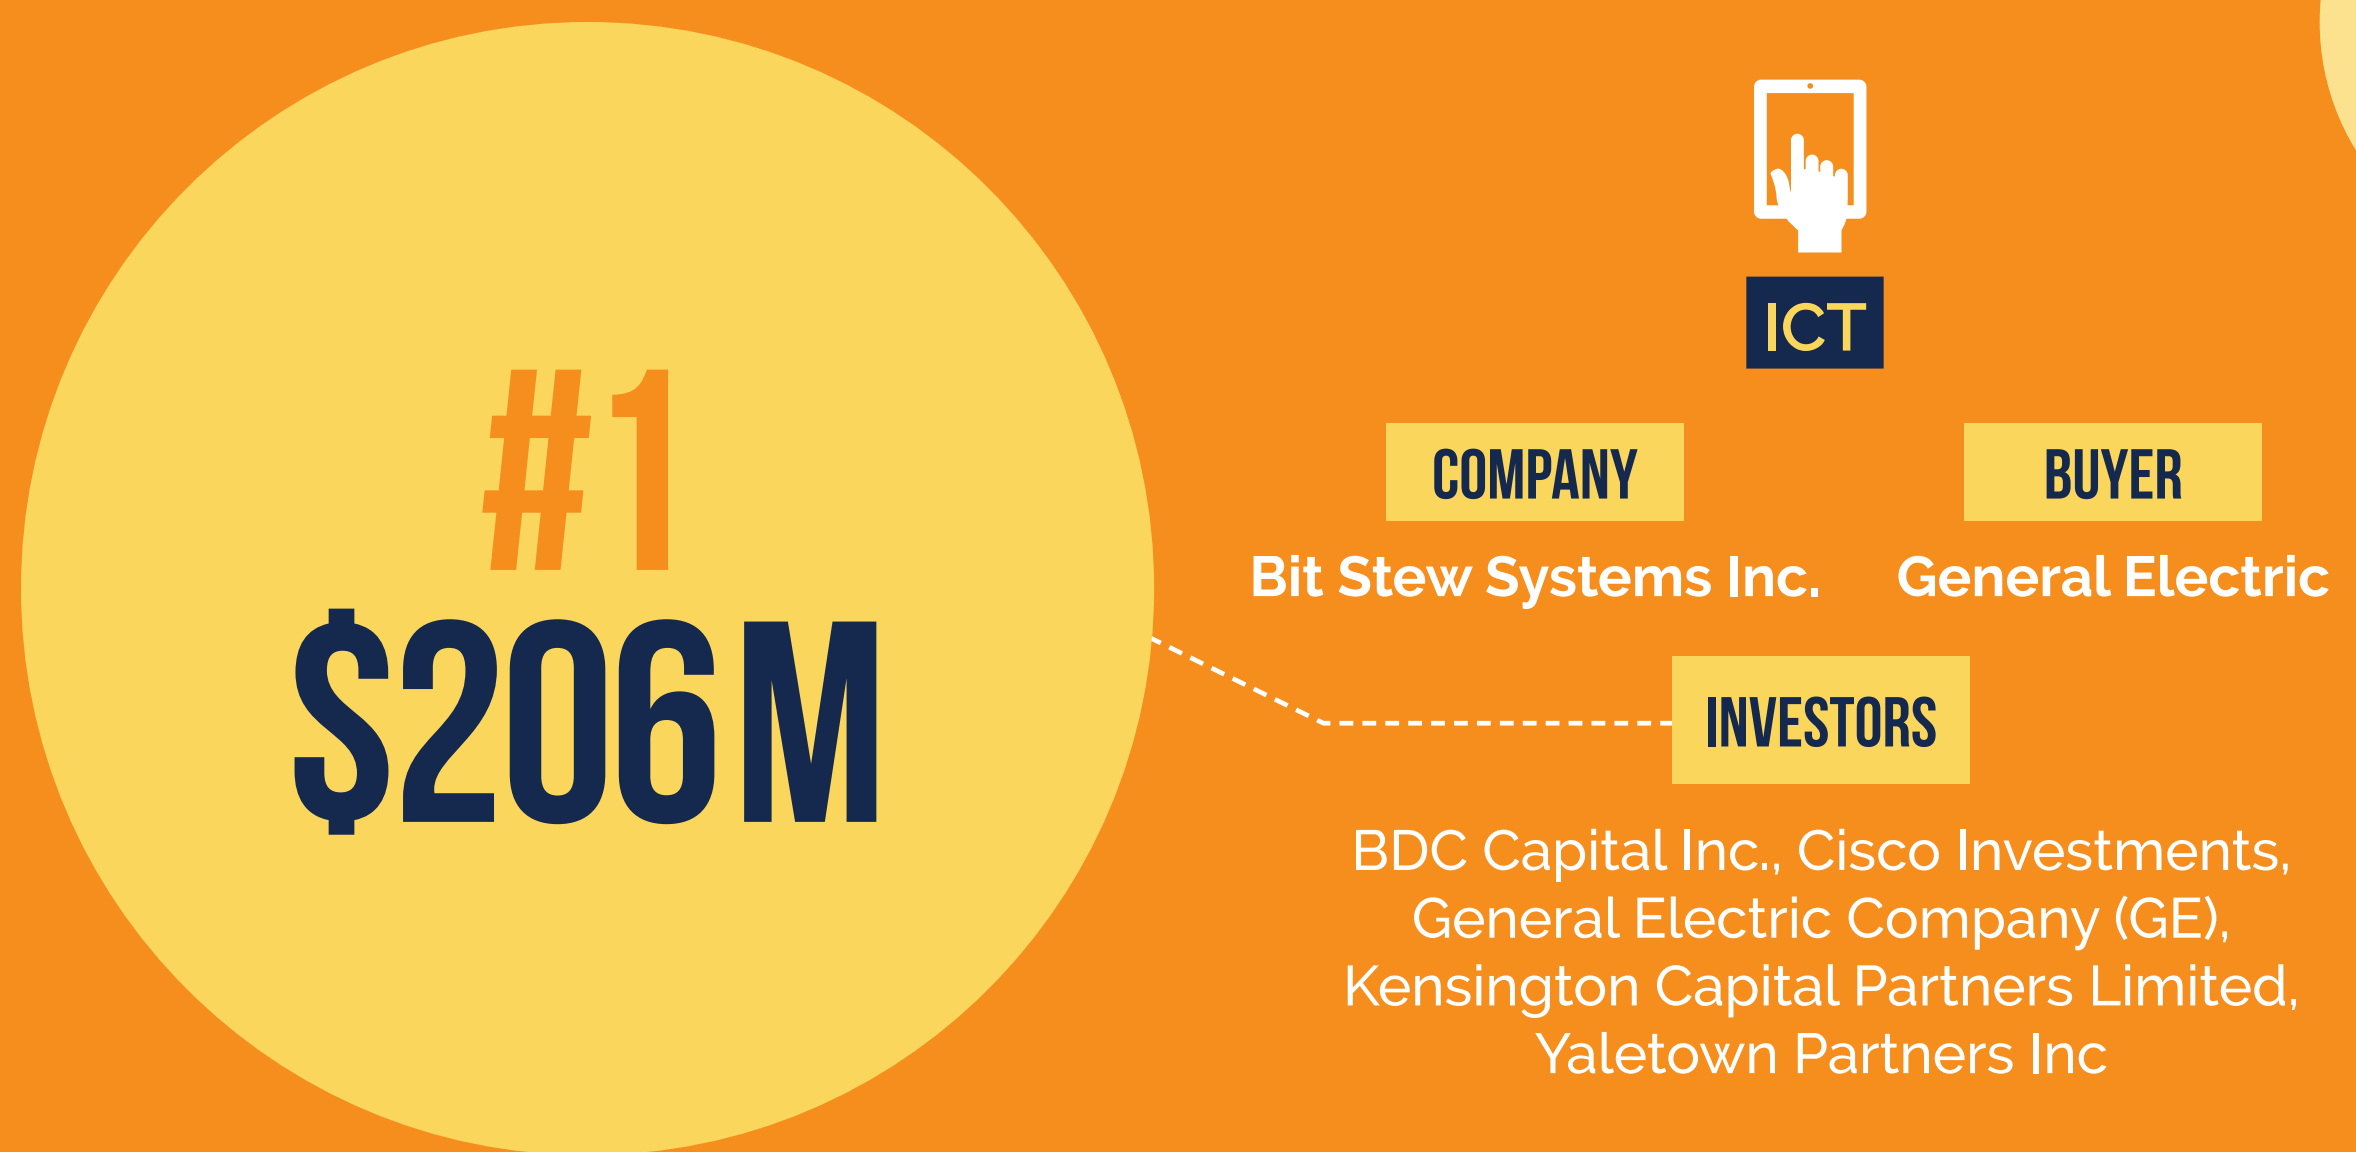 #1
$206M
ICT
COMPANY
BUYER
Bit Stew Systems Inc.
General Electric
INVESTORS
BDC Capital Inc., Cisco Investments,
General Electric Company (GE),
Kensington Capital Partners Limited,
Yaletown Partners Inc